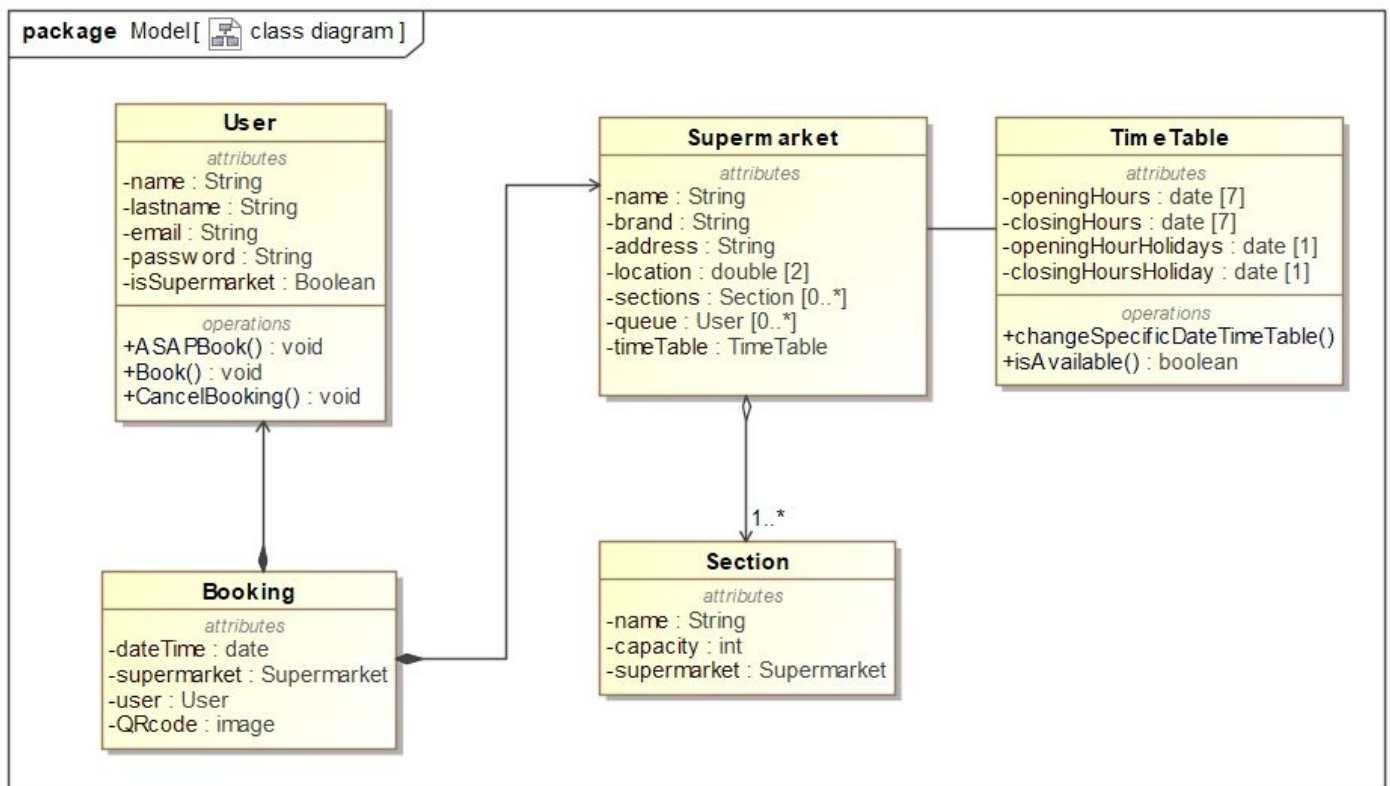 package Model[ class diagram ]
User
attributes
-name : String
-lastname : String
-email : String
-password : String
-isSupermarket : Boolean
operations
+ASAPBook() : void
+Book() : void
+CancelBooking() : void
Supermarket
attributes
-name : String
-brand : String
-address : String
-location : double [2]
-sections : Section [0..*]
-queue : User [0..*]
-timeTable : TimeTable
TimeTable
attributes
-openingHours : date [7]
-closingHours : date [7]
-openingHourHolidays : date [1]
-closingHoursHoliday : date [1]
operations
+changeSpecificDateTimeTable()
+isAvailable() : boolean
1..*
Booking
attributes
-dateTime : date
-supermarket : Supermarket
-user : User
-QRcode : image
Section
attributes
-name : String
-capacity : int
-supermarket : Supermarket